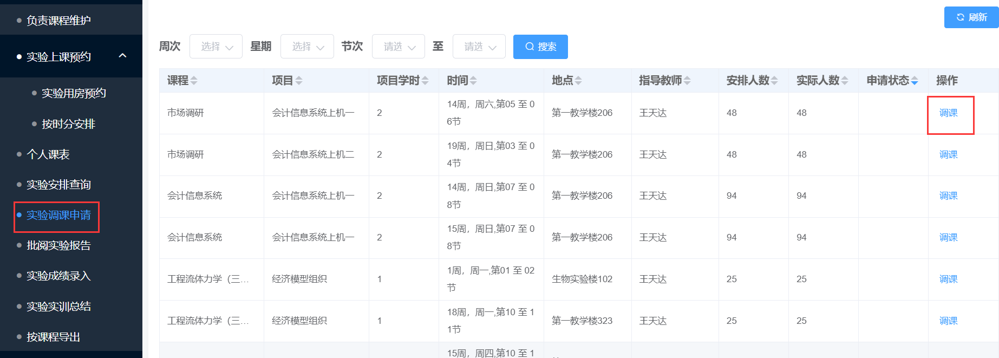 负责课程维护
实验上课预约
实验用房预约
按时分安排
个人课表
实验安排查询
实验调课申请
批阅实验报告
实验成绩录入
实验实训总结
按课程导出
刷新
周次 选择 星期 选择 节次 请选 至 请选 搜索
课程 项目 项目学时 时间 地点 指导教师 安排人数 实际人数 申请状态 操作
市场调研 会计信息系统上机一 2 14周，周六,第05 至 0
6节 第一教学楼206 王天达 48 48 调课
市场调研 会计信息系统上机二 2 19周，周日,第03 至 0
4节 第一教学楼206 王天达 48 48 调课
会计信息系统 会计信息系统上机一 2 14周，周日,第07 至 0
8节 第一教学楼206 王天达 94 94 调课
会计信息系统 会计信息系统上机一 2 15周，周日,第07 至 0
8节 第一教学楼206 王天达 94 94 调课
工程流体力学（三... 经济模型组织 1 1周，周一,第01 至 02
节 生物实验楼102 王天达 25 25 调课
工程流体力学（三... 经济模型组织 1 18周，周一,第10 至 1
1节 第一教学楼323 王天达 25 25 调课
15周，周四,第10 至 1